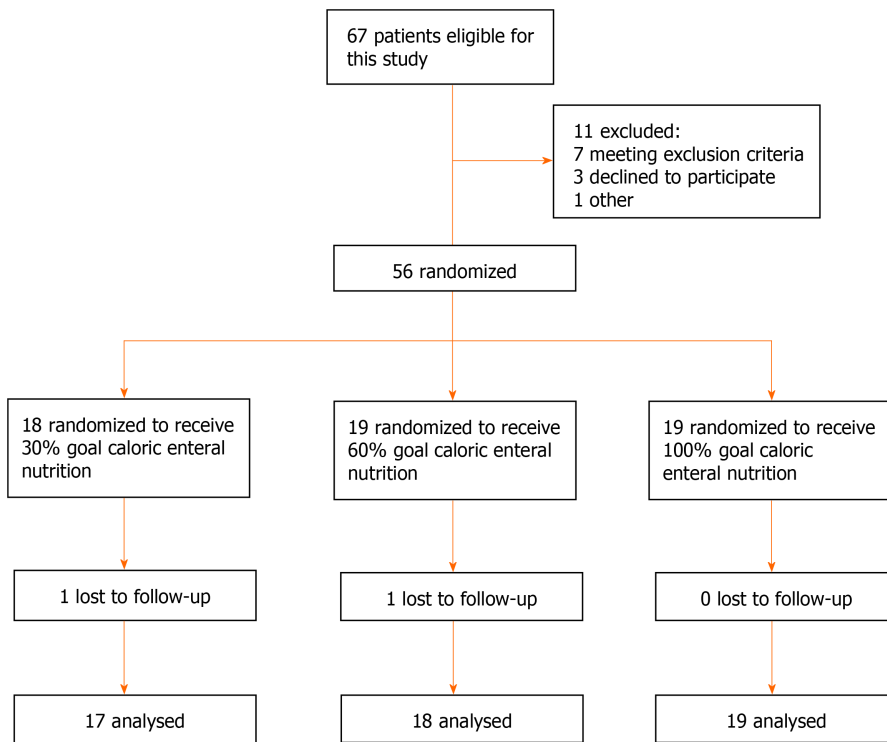 67 patients eligible for
this study
11 excluded:
7 meeting exclusion criteria
3 declined to participate
1 other
56 randomized
18 randomized to receive
30% goal caloric enteral
nutrition
19 randomized to receive
60% goal caloric enteral
nutrition
19 randomized to receive
100% goal caloric
enteral nutrition
1 lost to follow-up
1 lost to follow-up
0 lost to follow-up
17 analysed
18 analysed
19 analysed